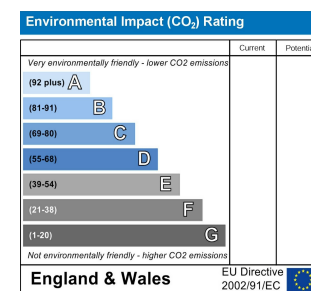 Environmental Impact (CO₂) Rating
Current Potentia
Very environmentally friendly - lower CO2 emissions
(92 plus) A
(81-91) B
(69-80) C
(55-68) D
(39-54) E
(21-38) F
(1-20) G
Not environmentally friendly - higher CO2 emissions
England & Wales
EU Directive
2002/91/EC